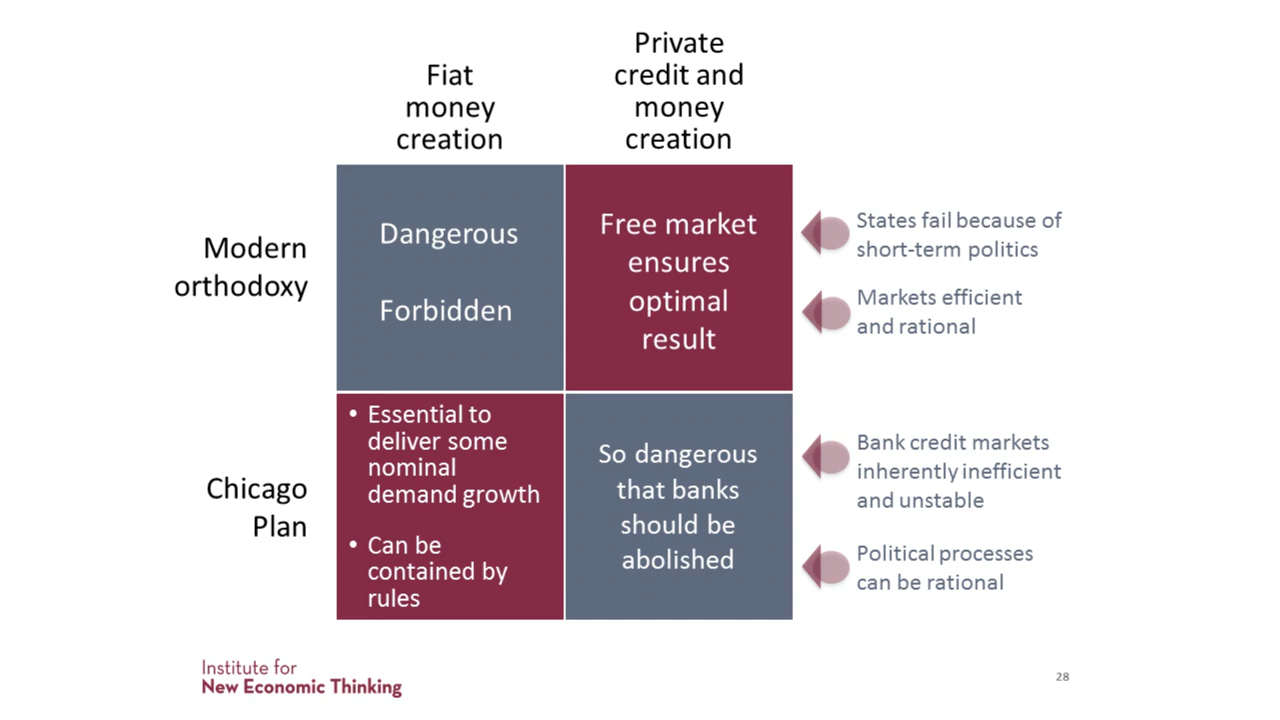 Fiat
money
creation
Private
credit and
money
creation
Modern
orthodoxy
Dangerous
Forbidden
Free market
ensures
optimal
result
States fail because of
short-term politics
Markets efficient
and rational
Chicago
Plan
• Essential to
deliver some
nominal
demand growth
• Can be
contained by
rules
So dangerous
that banks
should be
abolished
Bank credit markets
inherently inefficient
and unstable
Political processes
can be rational
Institute for
New Economic Thinking
28